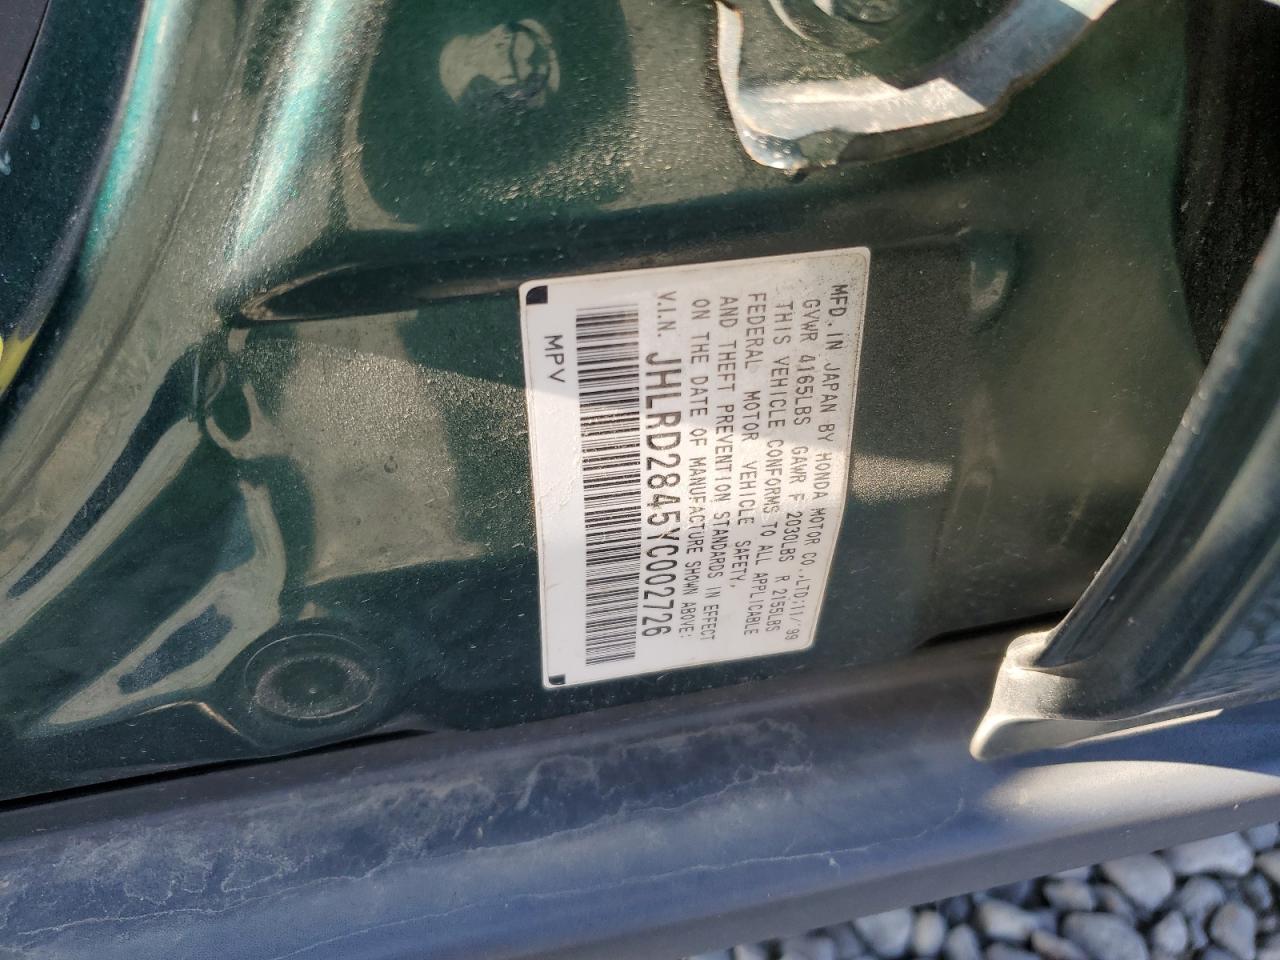 MFD. IN JAPAN BY HONDA MOTOR CO.,LTD;11/'99
GVWR 4165LBS GAWR F 2030LBS R 2155LBS
THIS VEHICLE CONFORMS TO ALL APPLICABLE
FEDERAL MOTOR VEHICLE SAFETY,
AND THEFT PREVENTION STANDARDS IN EFFECT
ON THE DATE OF MANUFACTURE SHOWN ABOVE:
V.I.N. JHLRD2845YC002726
MPV